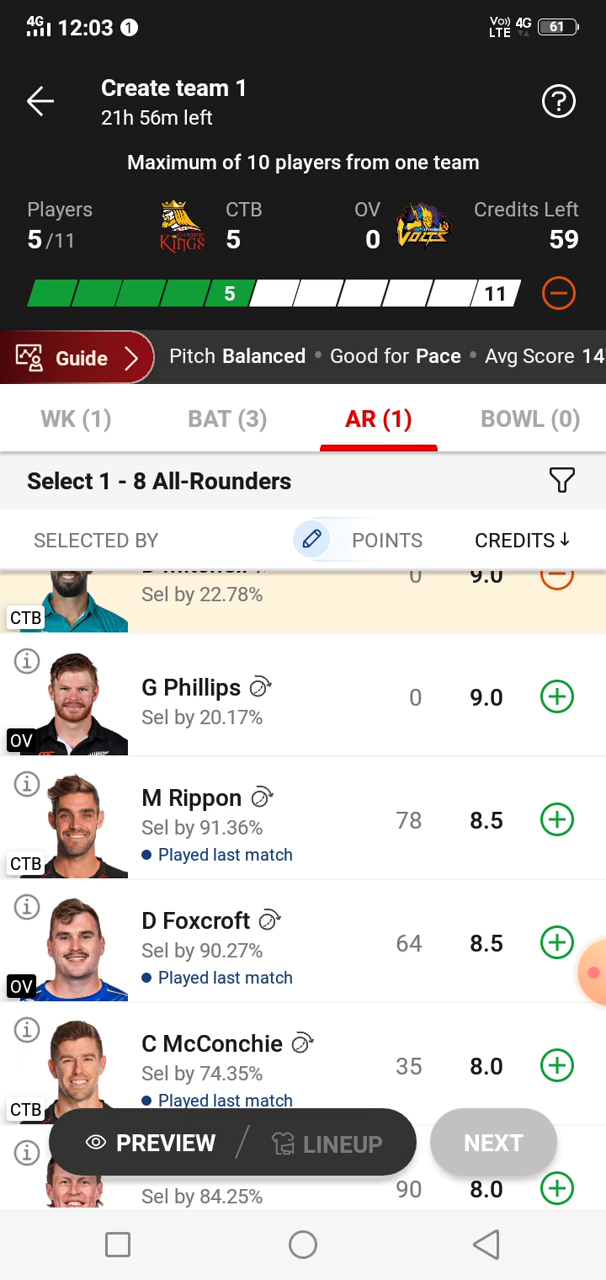 4G 12:03 1 Vo) LTE 4G 61
Create team 1
21h 56m left
Maximum of 10 players from one team
Players CTB OV Credits Left
5/11 KINGS 5 0 VOLTS 59
5 11
Guide Pitch Balanced • Good for Pace • Avg Score 14
WK (1) BAT (3) AR (1) BOWL (0)
Select 1 - 8 All-Rounders
SELECTED BY POINTS CREDITS↓
Sel by 22.78% 0 9.0
CTB
G Phillips
Sel by 20.17% 0 9.0
OV
M Rippon
Sel by 91.36% 78 8.5
Played last match
CTB
D Foxcroft
Sel by 90.27% 64 8.5
Played last match
OV
C McConchie
Sel by 74.35% 35 8.0
Played last match
CTB
PREVIEW / LINEUP NEXT
Sel by 84.25% 90 8.0